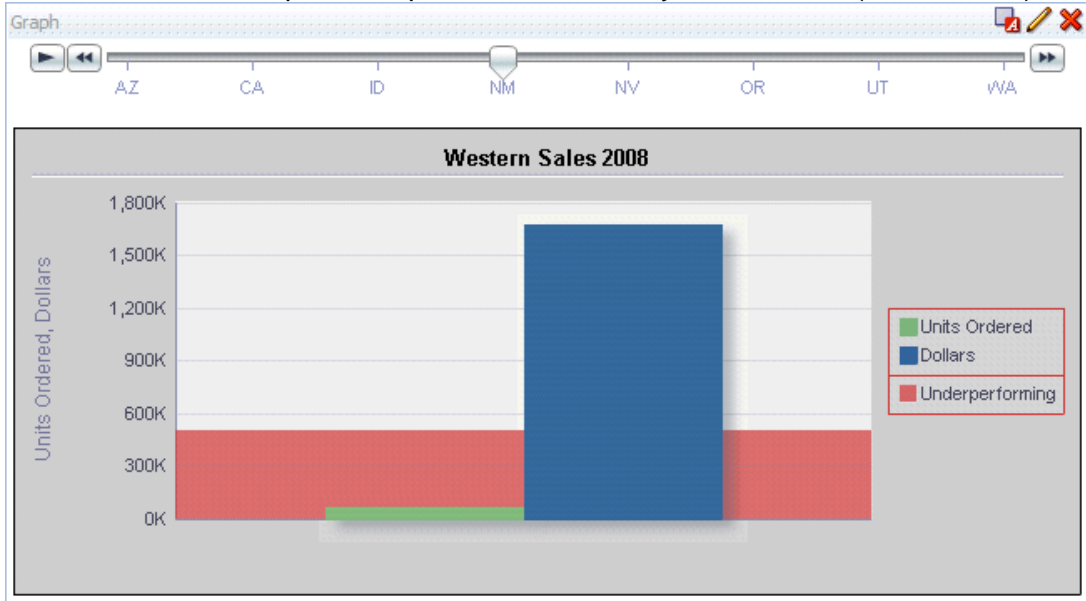 Graph
AZ CA ID NM NV OR UT WA
Western Sales 2008
1,800K
1,500K
1,200K
900K
600K
300K
0K
Units Ordered, Dollars
Units Ordered
Dollars
Underperforming